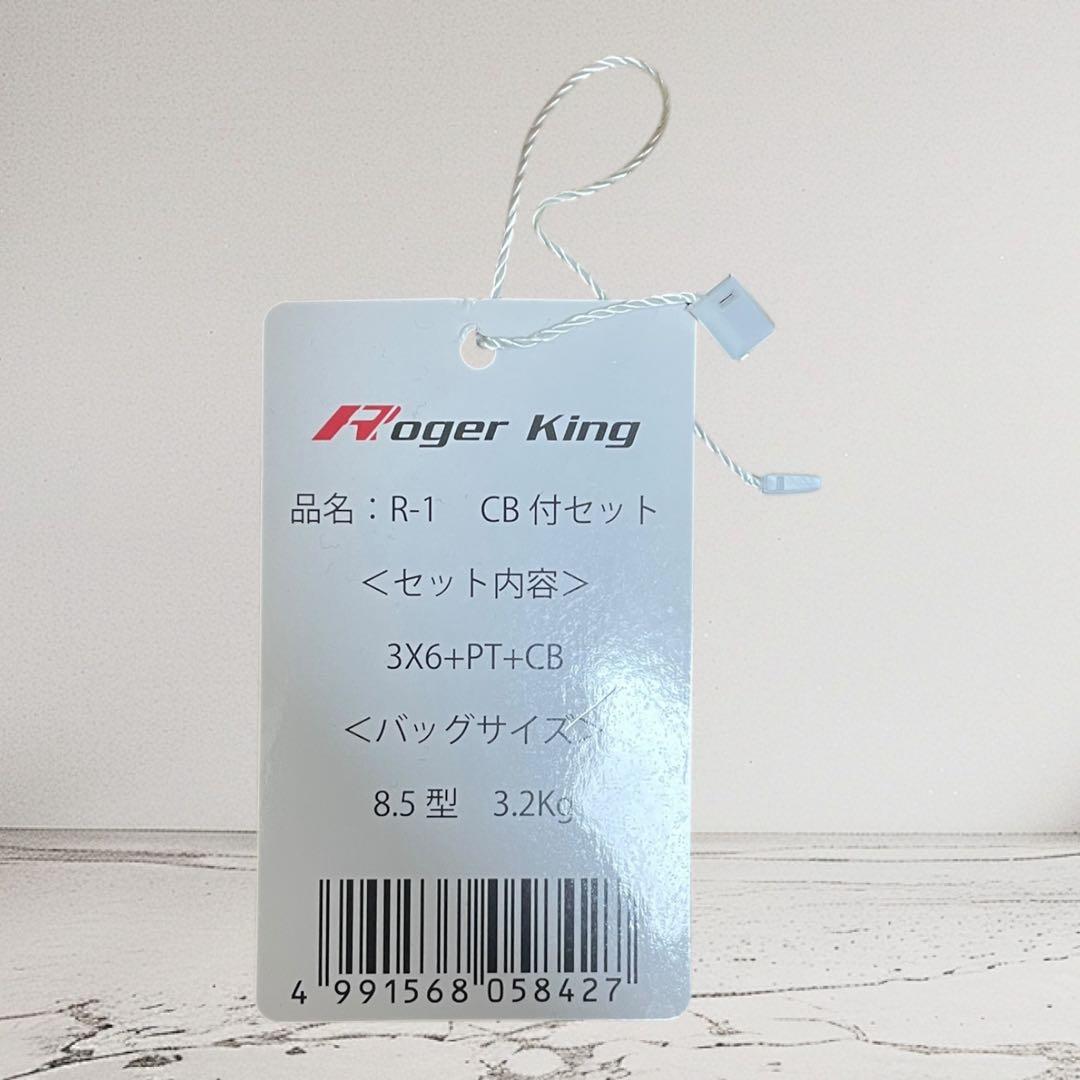 Roger King
品名：R-1　CB 付セット
＜セット内容＞
3X6+PT+CB
＜バッグサイズ＞
8.5 型　3.2Kg
4 991568 058427